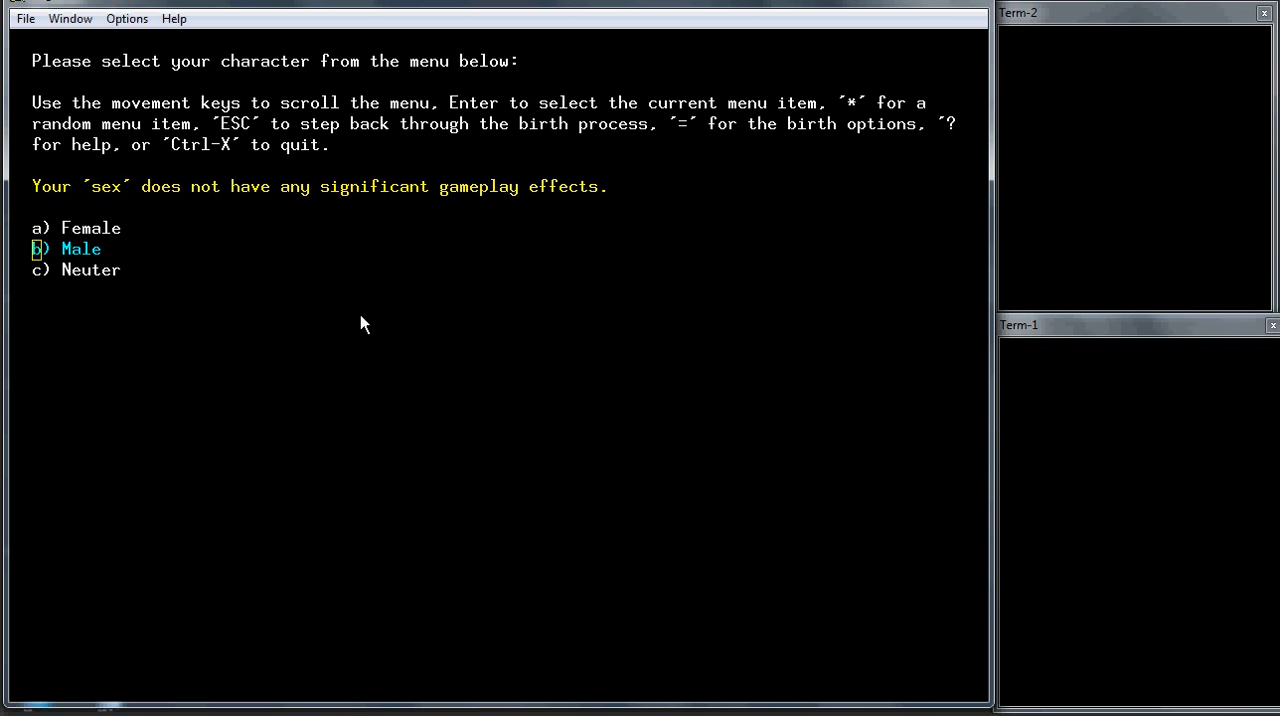 File Window Options Help
Term-2 x
Please select your character from the menu below:
Use the movement keys to scroll the menu, Enter to select the current menu item, '*' for a
random menu item, 'ESC' to step back through the birth process, '=' for the birth options, '?
for help, or 'Ctrl-X' to quit.
Your 'sex' does not have any significant gameplay effects.
a) Female
b) Male
c) Neuter
Term-1 x